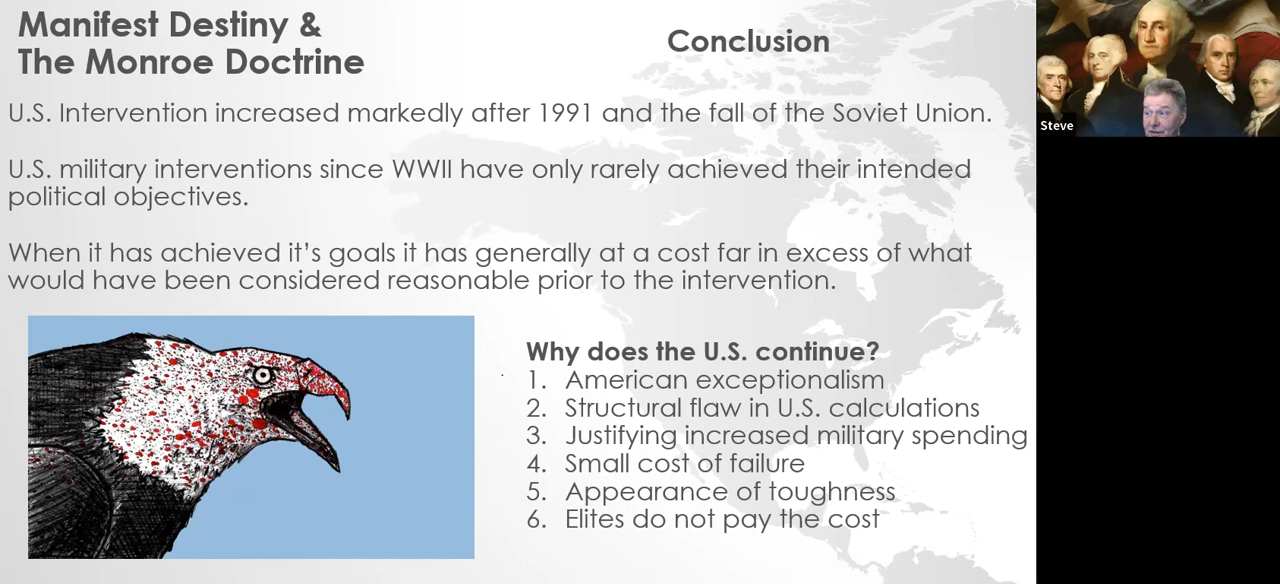 Manifest Destiny &
The Monroe Doctrine
Conclusion
U.S. Intervention increased markedly after 1991 and the fall of the Soviet Union.
U.S. military interventions since WWII have only rarely achieved their intended
political objectives.
When it has achieved it’s goals it has generally at a cost far in excess of what
would have been considered reasonable prior to the intervention.
Why does the U.S. continue?
1. American exceptionalism
2. Structural flaw in U.S. calculations
3. Justifying increased military spending
4. Small cost of failure
5. Appearance of toughness
6. Elites do not pay the cost
Steve